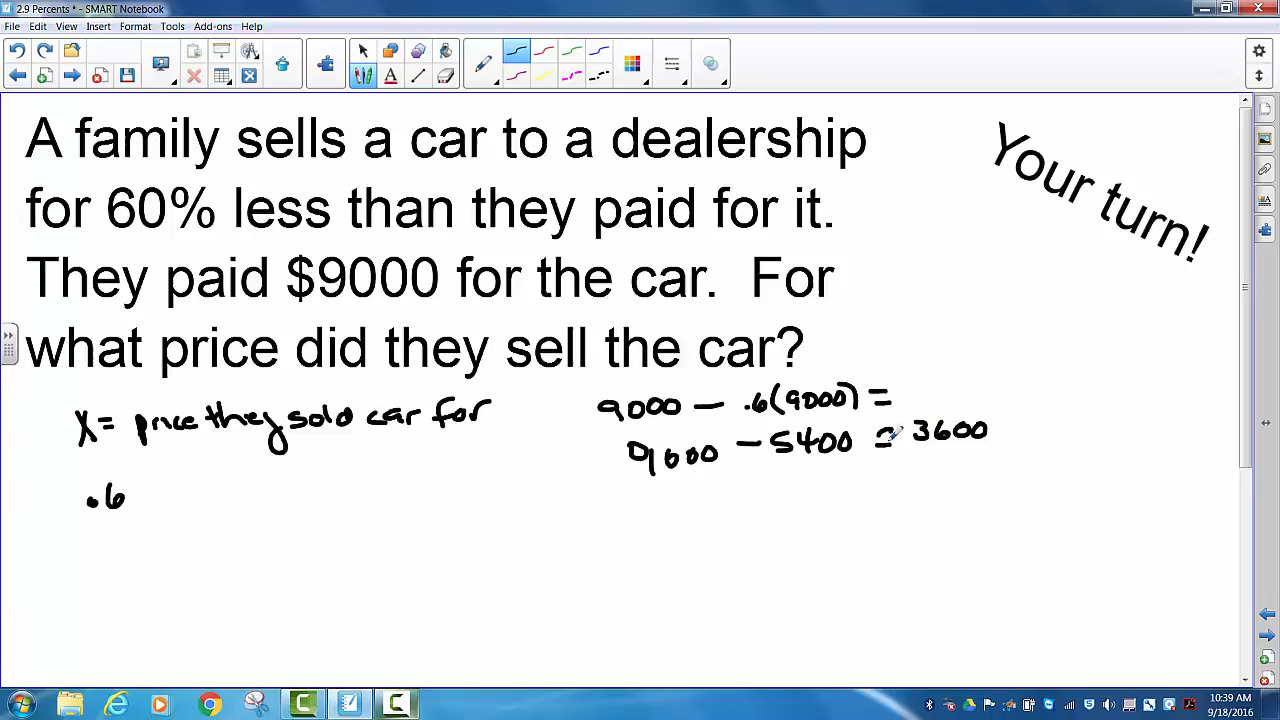 2.9 Percents * - SMART Notebook
File Edit View Insert Format Tools Add-ons Help
A family sells a car to a dealership
for 60% less than they paid for it.
They paid $9000 for the car. For
what price did they sell the car?
Your turn!
X = price they sold car for
.6
9000 - .6(9000) =
9000 - 5400 = 3600
10:39 AM
9/18/2016